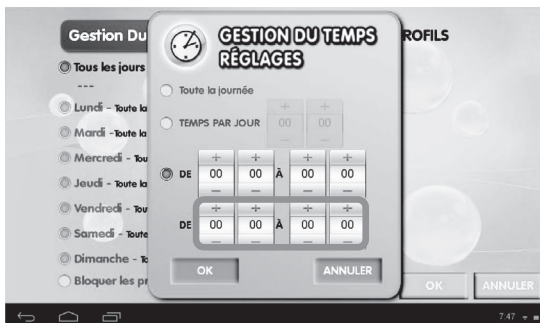 Gestion Du
ROFILS
Tous les jours
---
Lundi - Toute la
Mardi - Toute la
Mercredi - Tou
Jeudi - Toute la
Vendredi - Tou
Samedi - Toute
Dimanche - To
Bloquer les pr
OK
ANNULER
GESTION DU TEMPS
RÉGLAGES
Toute la journée
TEMPS PAR JOUR
+ +
00 00
+ + + +
DE 00 00 À 00 00
- - - -
+ + + +
DE 00 00 À 00 00
- - - -
OK ANNULER
7:47